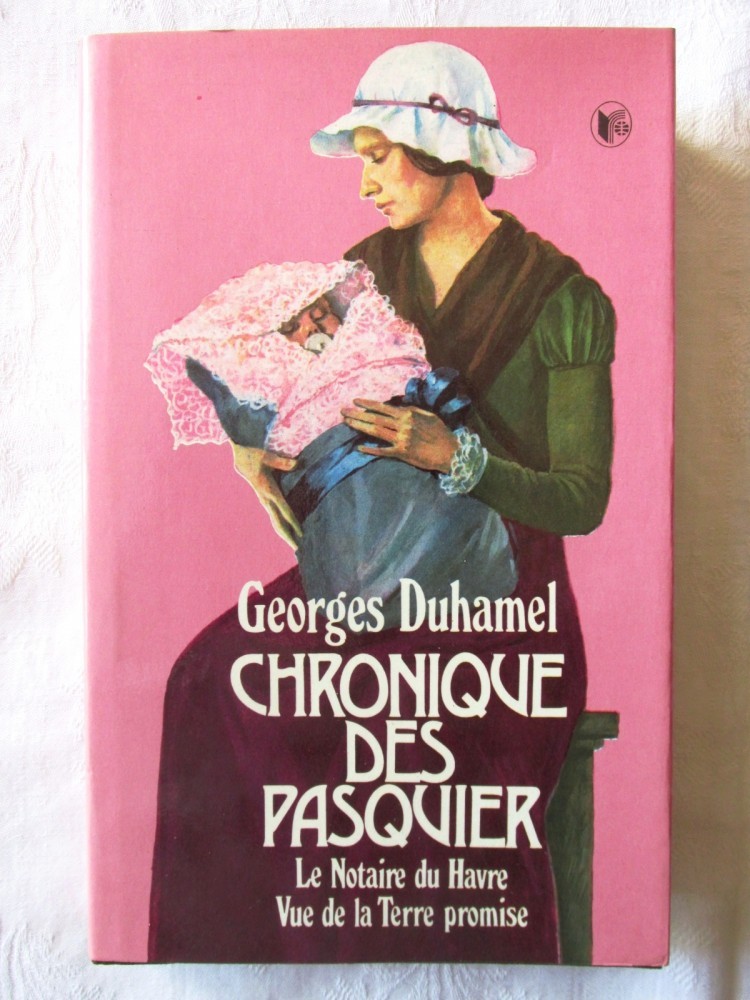 Georges Duhamel
CHRONIQUE
DES
PASQUIER
Le Notaire du Havre
Vue de la Terre promise